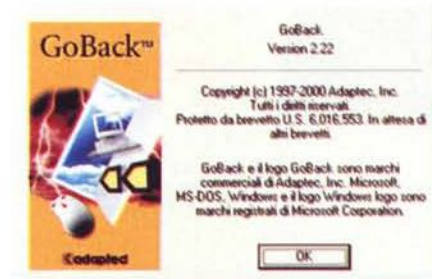 GoBack™
GoBack
Version 2.22
Copyright (c) 1997-2000 Adaptec, Inc.
Tutti i diritti riservati.
Protetto da brevetto U.S. 6,016,553. In attesa di
altri brevetti.
GoBack e il logo GoBack sono marchi
commerciali di Adaptec, Inc. Microsoft,
MS-DOS, Windows e il logo Windows logo sono
marchi registrati di Microsoft Corporation.
adapted
OK